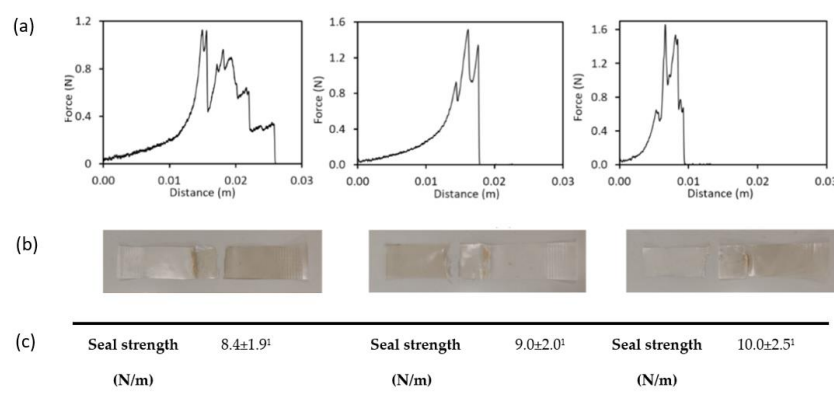 (a)
1.2
0.8
0.4
0
Force (N)
0.00 0.01 0.02 0.03
Distance (m)
1.6
1.2
0.8
0.4
0.0
Force (N)
0.00 0.01 0.02 0.03
Distance (m)
1.6
1.2
0.8
0.4
0.0
Force (N)
0.00 0.01 0.02 0.03
Distance (m)
(b)
(c)
Seal strength 8.4±1.9¹ Seal strength 9.0±2.0¹ Seal strength 10.0±2.5¹
(N/m) (N/m) (N/m)